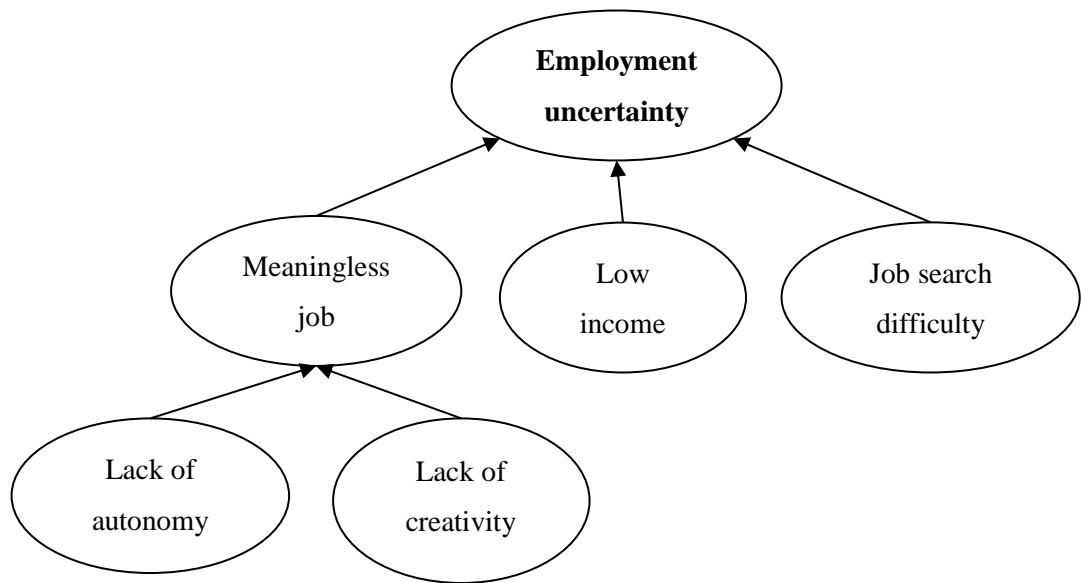 Employment
uncertainty
Meaningless
job
Low
income
Job search
difficulty
Lack of
autonomy
Lack of
creativity